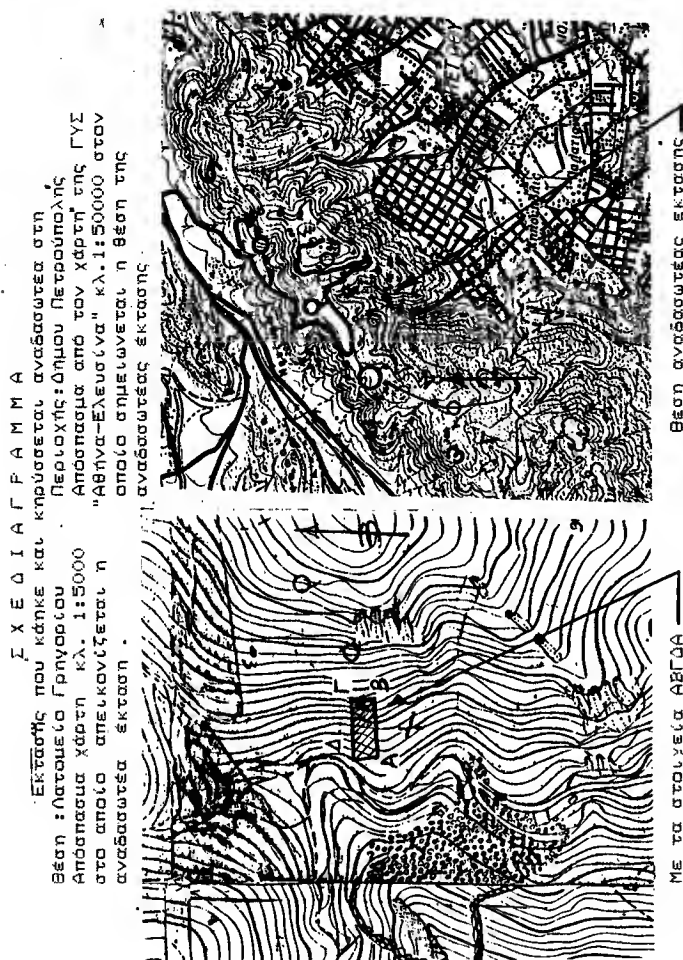 Σ Χ Ε Δ Ι Α Γ Ρ Α Μ Μ Α
Εκτασης που κάηκε και κηρύσσεται αναδασωτέα στη
Θέση :Λατομείο Γρηγορίου
Απόσπασμα χάρτη κλ. 1:5000
στο οποίο απεικονίζεται η
αναδασωτέα έκταση .
Περιοχής:Δήμου Πετρούπολης
Απόσπασμα από τον χάρτη της ΓΥΣ
"Αθήνα-Ελευσίνα" κλ.1:50000 στον
οποίο σημειώνεται η θέση της
αναδασωτέας έκτασης.
Δ Γ
Α Β
Με τα στοιχεία ΑΒΓΔΑ
Θέση αναδασωτέας έκτασης